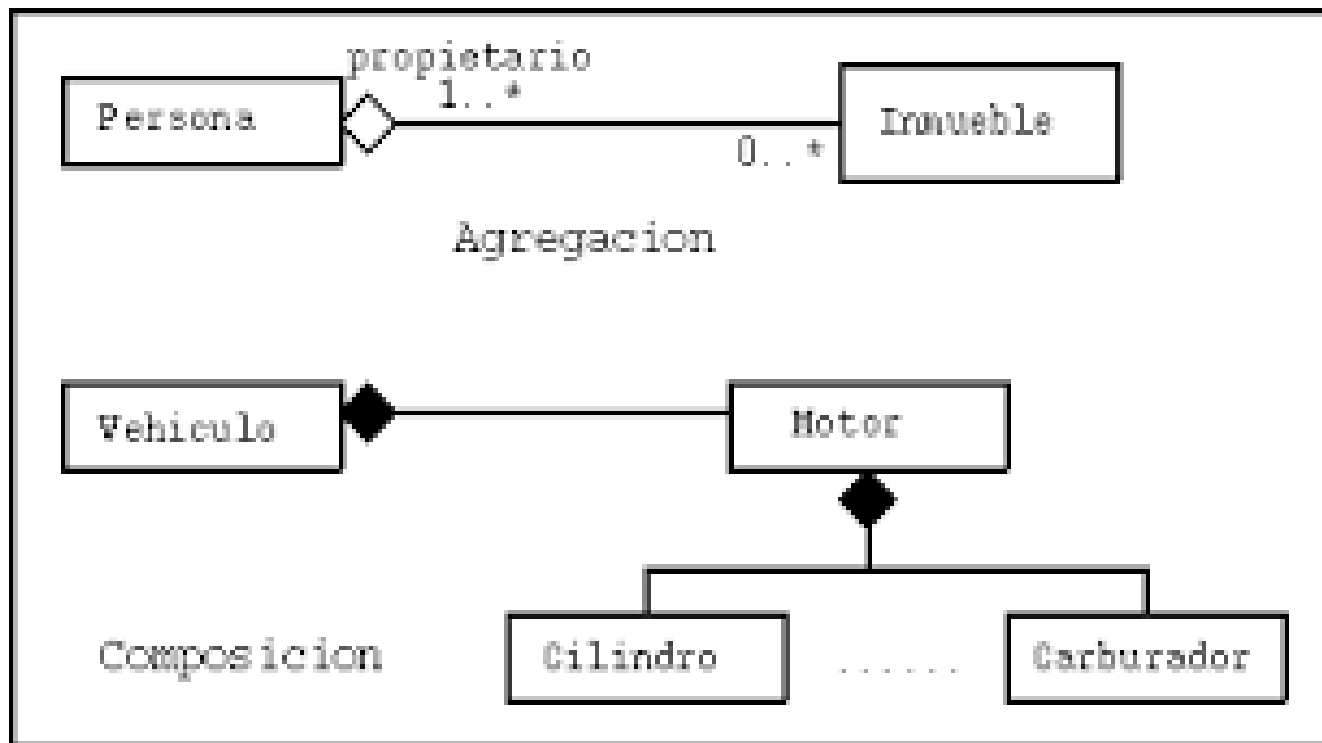 propietario
Persona
1..*
Inmueble
0..*
Agregacion
Vehiculo
Motor
Composicion
Cilindro
......
Carburador